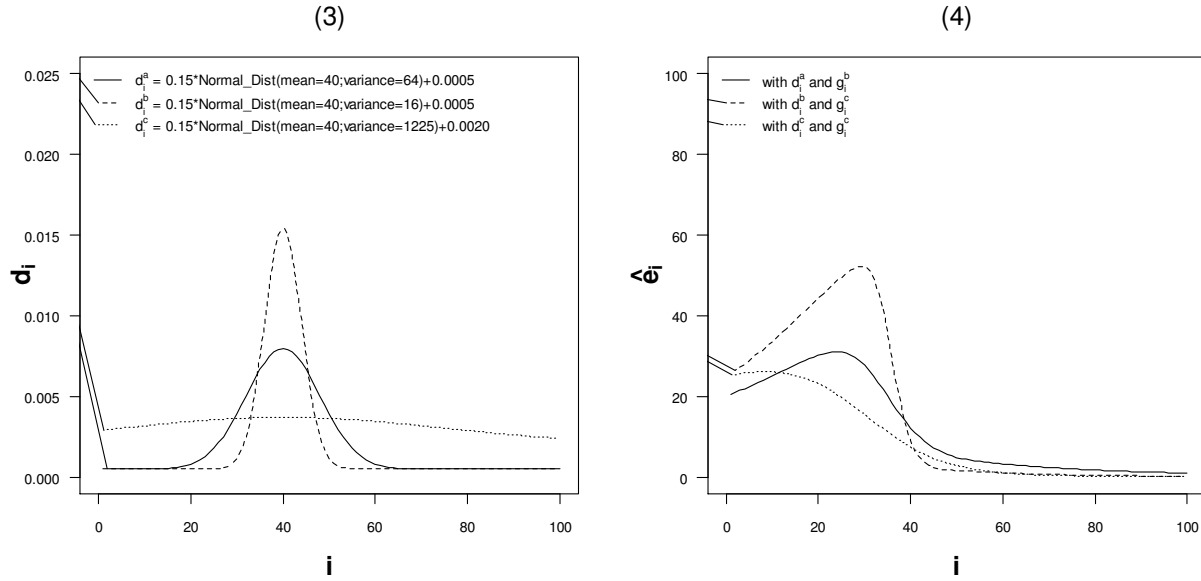 (3)
0.025
0.020
0.015
0.010
0.005
0.000
d_i
d_i^a = 0.15*Normal_Dist(mean=40;variance=64)+0.0005
d_i^b = 0.15*Normal_Dist(mean=40;variance=16)+0.0005
d_i^c = 0.15*Normal_Dist(mean=40;variance=1225)+0.0020
0 20 40 60 80 100
i
(4)
100
80
60
40
20
0
ê_i
with d_i^a and g_i^b
with d_i^b and g_i^c
with d_i^c and g_i^c
0 20 40 60 80 100
i